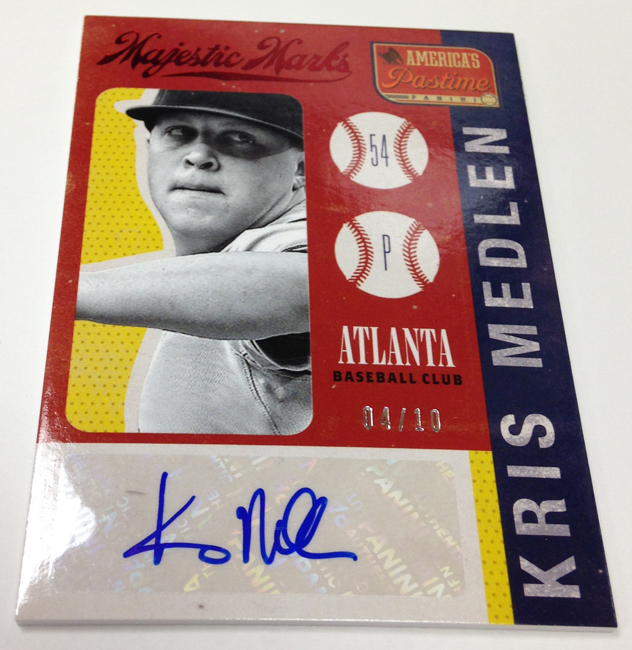 Majestic Marks
AMERICA'S
Pastime
PANINI
54
P
ATLANTA
BASEBALL CLUB
04/10
KRIS MEDLEN